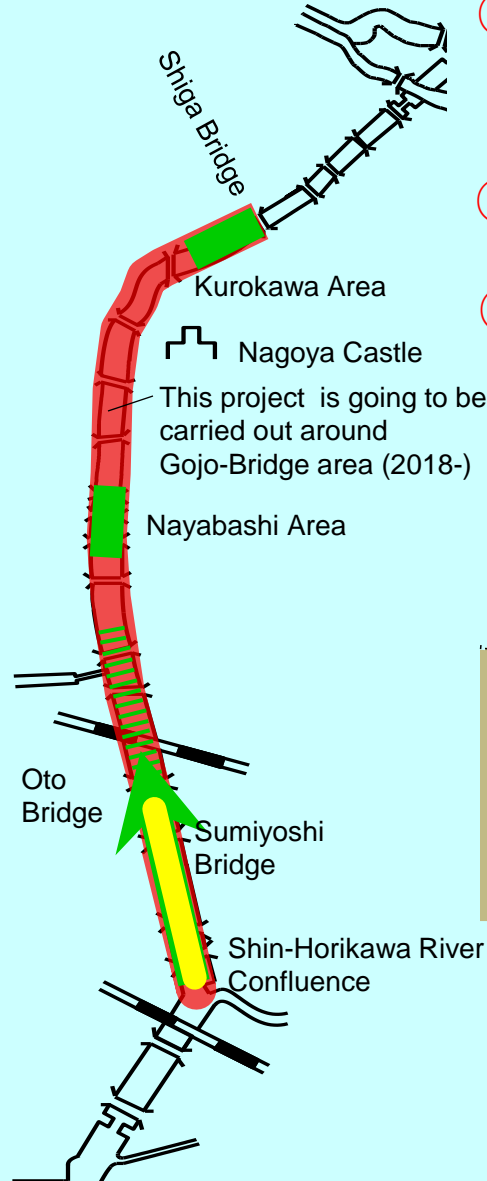 Shiga Bridge
Kurokawa Area
Nagoya Castle
This project is going to be
carried out around
Gojo-Bridge area (2018-)
Nayabashi Area
Oto
Bridge
Sumiyoshi
Bridge
Shin-Horikawa River
Confluence